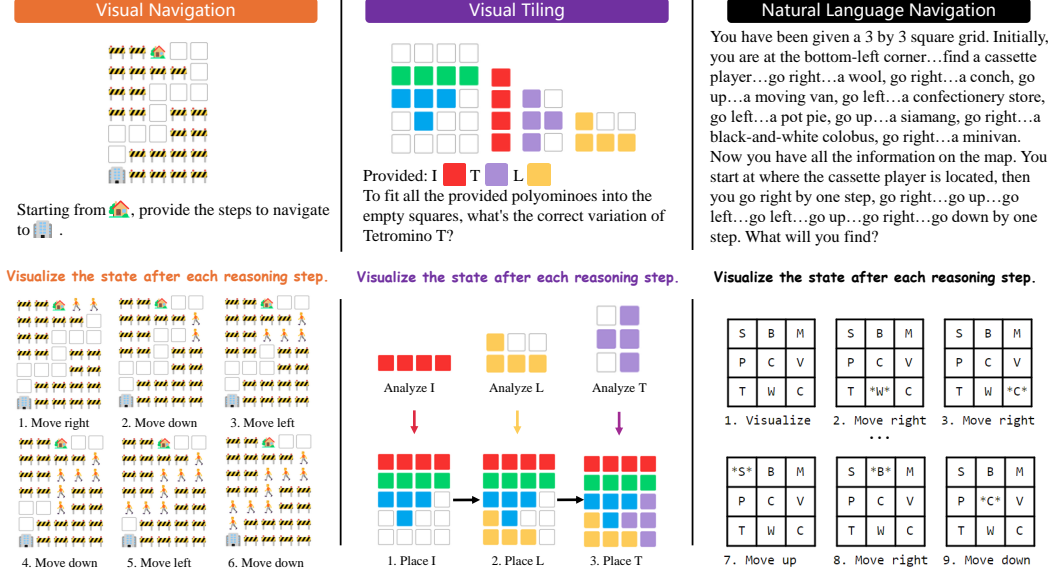 Visual Navigation
Starting from , provide the steps to navigate
to .
Visualize the state after each reasoning step.
1. Move right
2. Move down
3. Move left
4. Move down
5. Move left
6. Move down
Visual Tiling
Provided: I T L
To fit all the provided polyominoes into the
empty squares, what's the correct variation of
Tetromino T?
Visualize the state after each reasoning step.
Analyze I
Analyze L
Analyze T
1. Place I
2. Place L
3. Place T
Natural Language Navigation
You have been given a 3 by 3 square grid. Initially,
you are at the bottom-left corner…find a cassette
player…go right…a wool, go right…a conch, go
up…a moving van, go left…a confectionery store,
go left…a pot pie, go up…a siamang, go right…a
black-and-white colobus, go right…a minivan.
Now you have all the information on the map. You
start at where the cassette player is located, then
you go right by one step, go right…go up…go
left…go left…go up…go right…go down by one
step. What will you find?
Visualize the state after each reasoning step.
S B M
P C V
T W C
1. Visualize
S B M
P C V
T *W* C
2. Move right
S B M
P C V
T W *C*
3. Move right
...
*S* B M
P C V
T W C
7. Move up
S *B* M
P C V
T W C
8. Move right
S B M
P *C* V
T W C
9. Move down